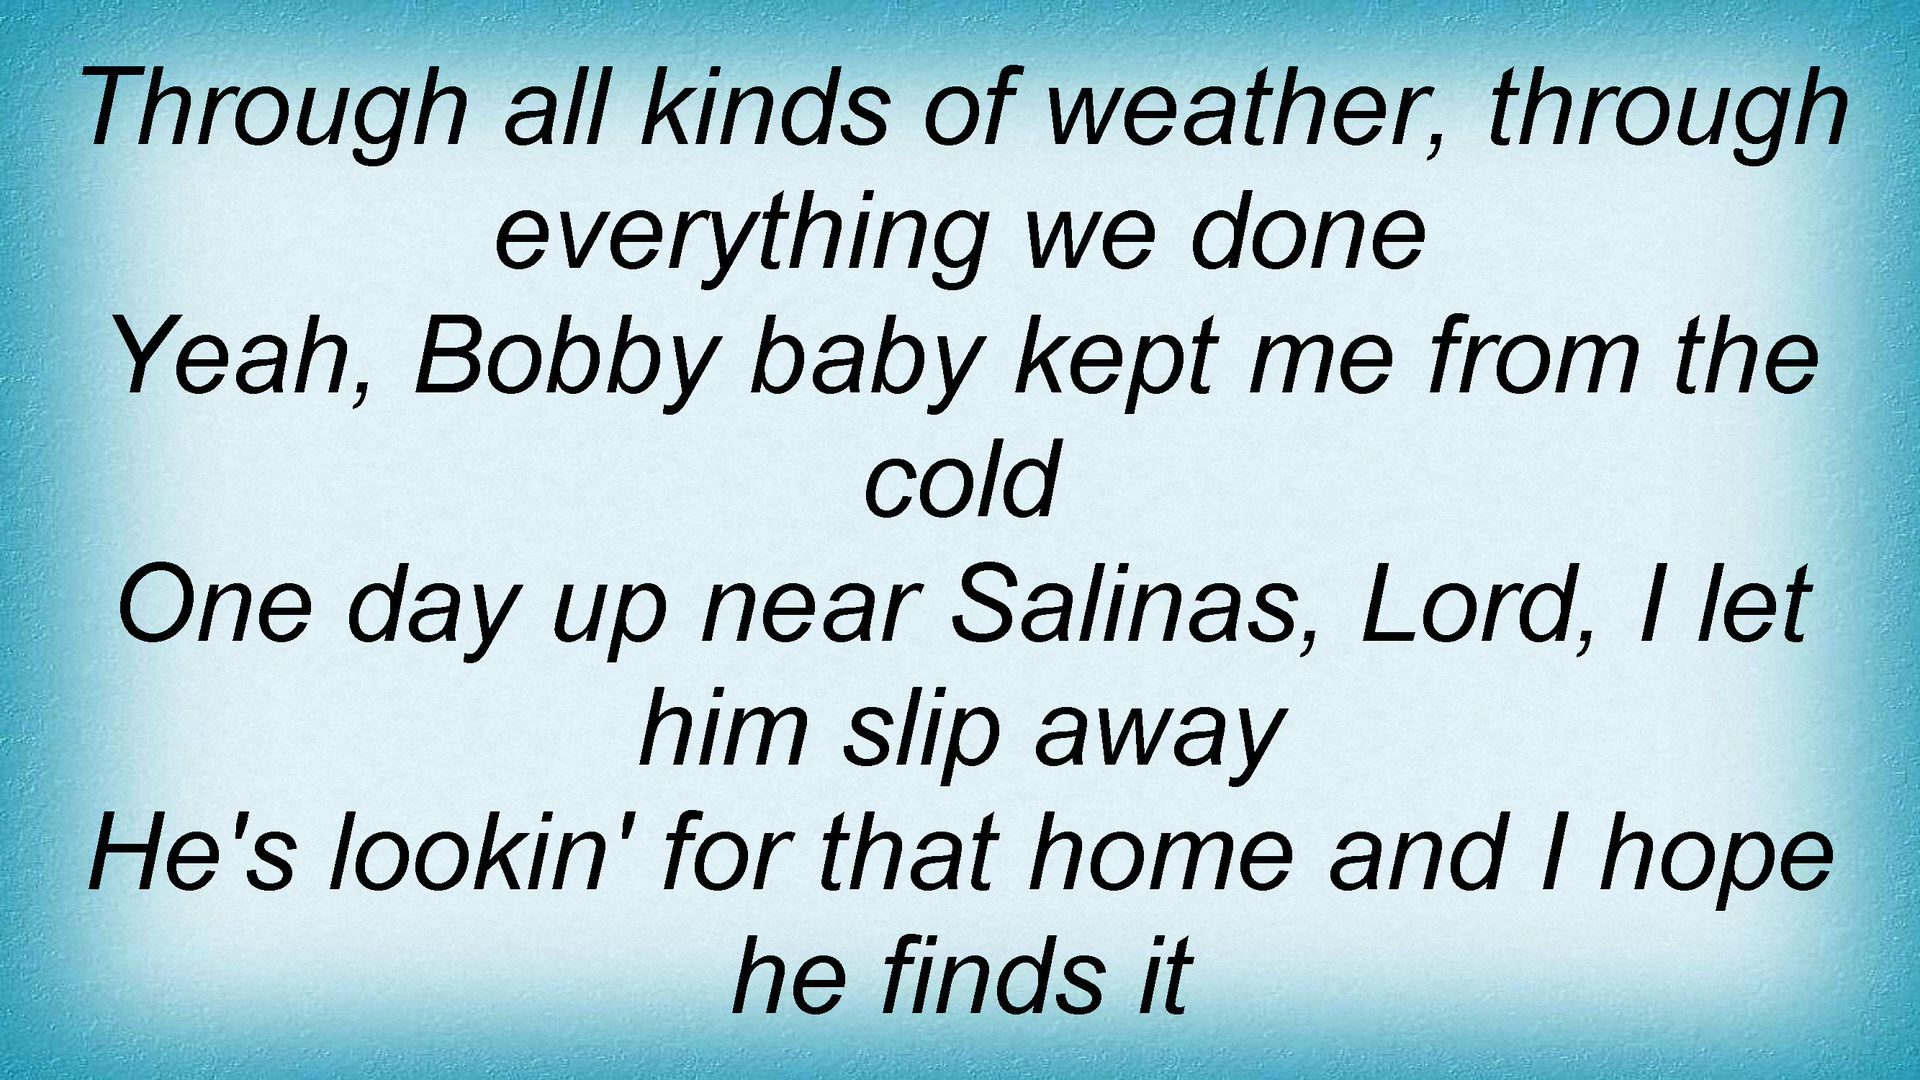 Through all kinds of weather, through
everything we done
Yeah, Bobby baby kept me from the
cold
One day up near Salinas, Lord, I let
him slip away
He's lookin' for that home and I hope
he finds it